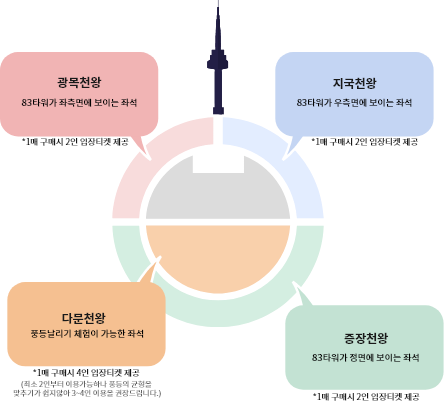 광목천왕
83타워가 좌측면에 보이는 좌석
*1매 구매시 2인 입장티켓 제공
지국천왕
83타워가 우측면에 보이는 좌석
*1매 구매시 2인 입장티켓 제공
다문천왕
풍등날리기 체험이 가능한 좌석
*1매 구매시 4인 입장티켓 제공
(최소 2인부터 이용가능하나 풍등의 균형을
맞추기가 쉽지않아 3~4인 이용을 권장드립니다.)
증장천왕
83타워가 정면에 보이는 좌석
*1매 구매시 2인 입장티켓 제공